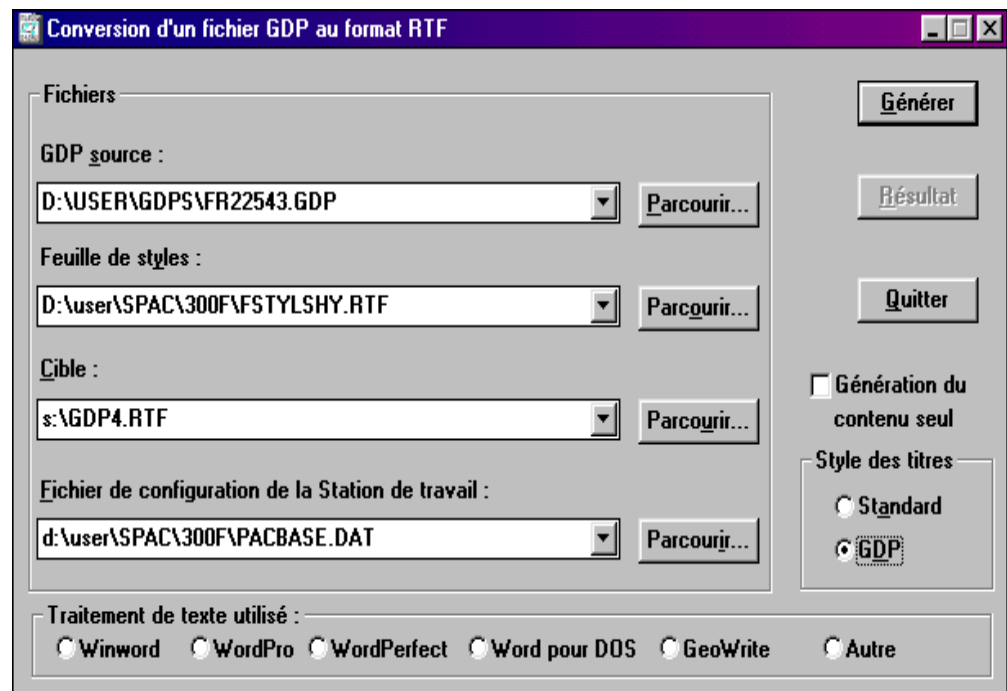 Conversion d'un fichier GDP au format RTF
Fichiers
Générer
GDP source :
D:\USER\GDPS\FR22543.GDP
Parcourir...
Résultat
Feuille de styles :
D:\user\SPAC\300F\FSTYLSHY.RTF
Parcourir...
Quitter
Cible :
s:\GDP4.RTF
Parcourir...
Génération du
contenu seul
Style des titres
Standard
GDP
Fichier de configuration de la Station de travail :
d:\user\SPAC\300F\PACBASE.DAT
Parcourir...
Traitement de texte utilisé :
Winword WordPro WordPerfect Word pour DOS GeoWrite Autre